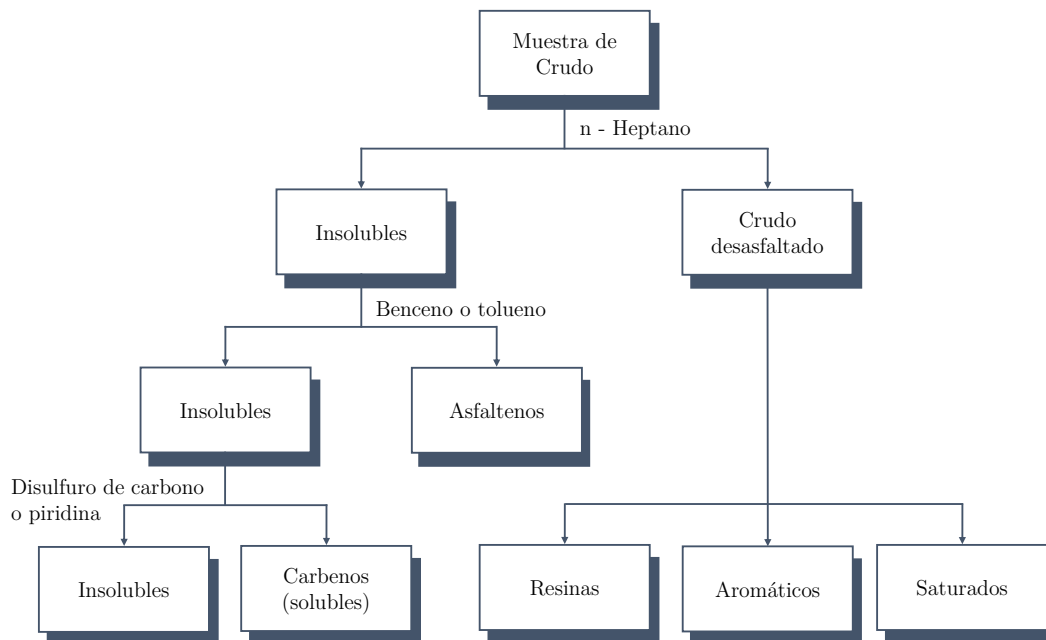 Muestra de
Crudo
n - Heptano
Insolubles
Crudo
desasfaltado
Benceno o tolueno
Insolubles
Asfaltenos
Disulfuro de carbono
o piridina
Insolubles
Carbenos
(solubles)
Resinas
Aromáticos
Saturados